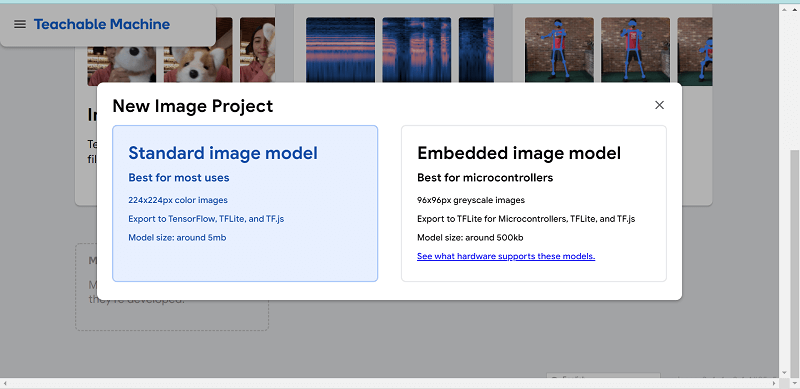 Teachable Machine
New Image Project
Standard image model
Best for most uses
224x224px color images
Export to TensorFlow, TFLite, and TF.js
Model size: around 5mb
Embedded image model
Best for microcontrollers
96x96px greyscale images
Export to TFLite for Microcontrollers, TFLite, and TF.js
Model size: around 500kb
See what hardware supports these models.
they're developed.